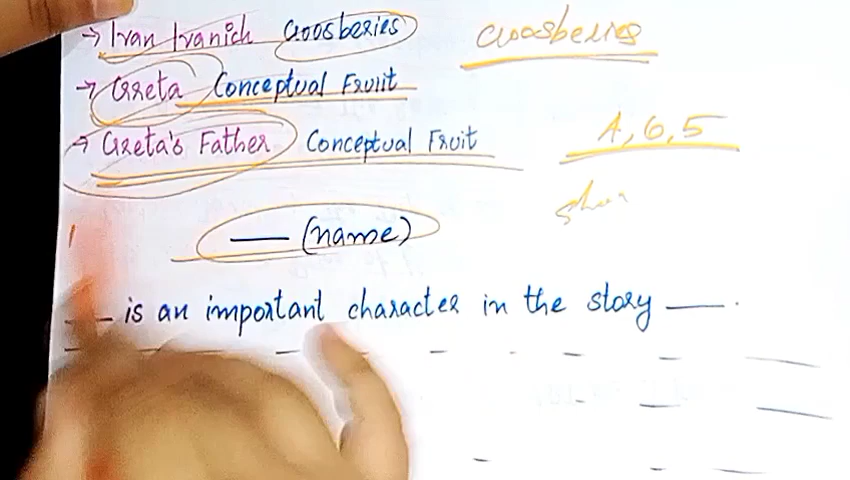 → Ivan Ivanich Goosberies Goosberies
→ Greta Conceptual Fruit
→ Greta's Father Conceptual Fruit A, 6, 5
— (name)
— is an important character in the story — .